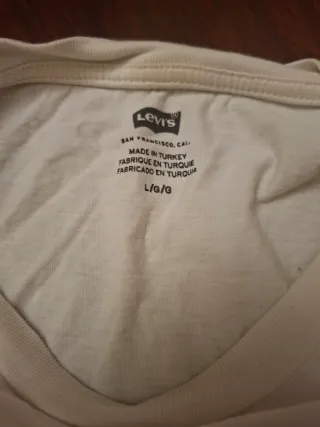 Levi's
SAN FRANCISCO, CAL.
MADE IN TURKEY
FABRIQUE EN TURQUIE
FABRICADO EN TURQUIA
L/G/G